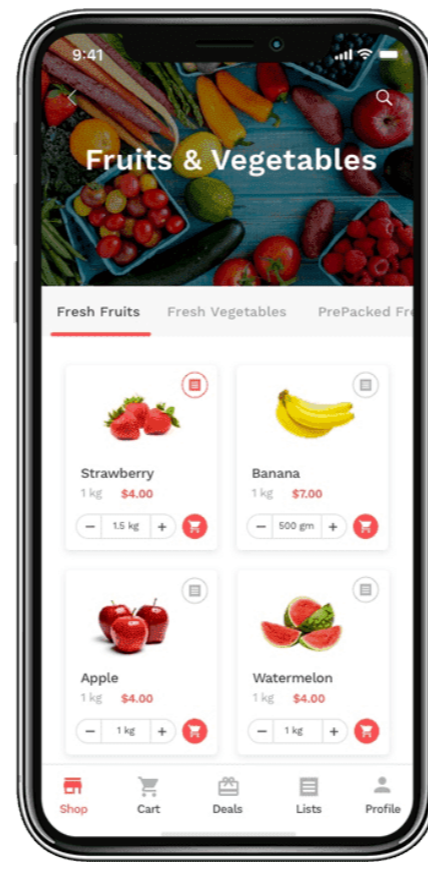 9:41
Fruits & Vegetables
Fresh Fruits Fresh Vegetables PrePacked Fre
Strawberry
1 kg $4.00
− 1.5 kg +
Banana
1 kg $7.00
− 500 gm +
Apple
1 kg $4.00
− 1 kg +
Watermelon
1 kg $4.00
− 1 kg +
Shop Cart Deals Lists Profile